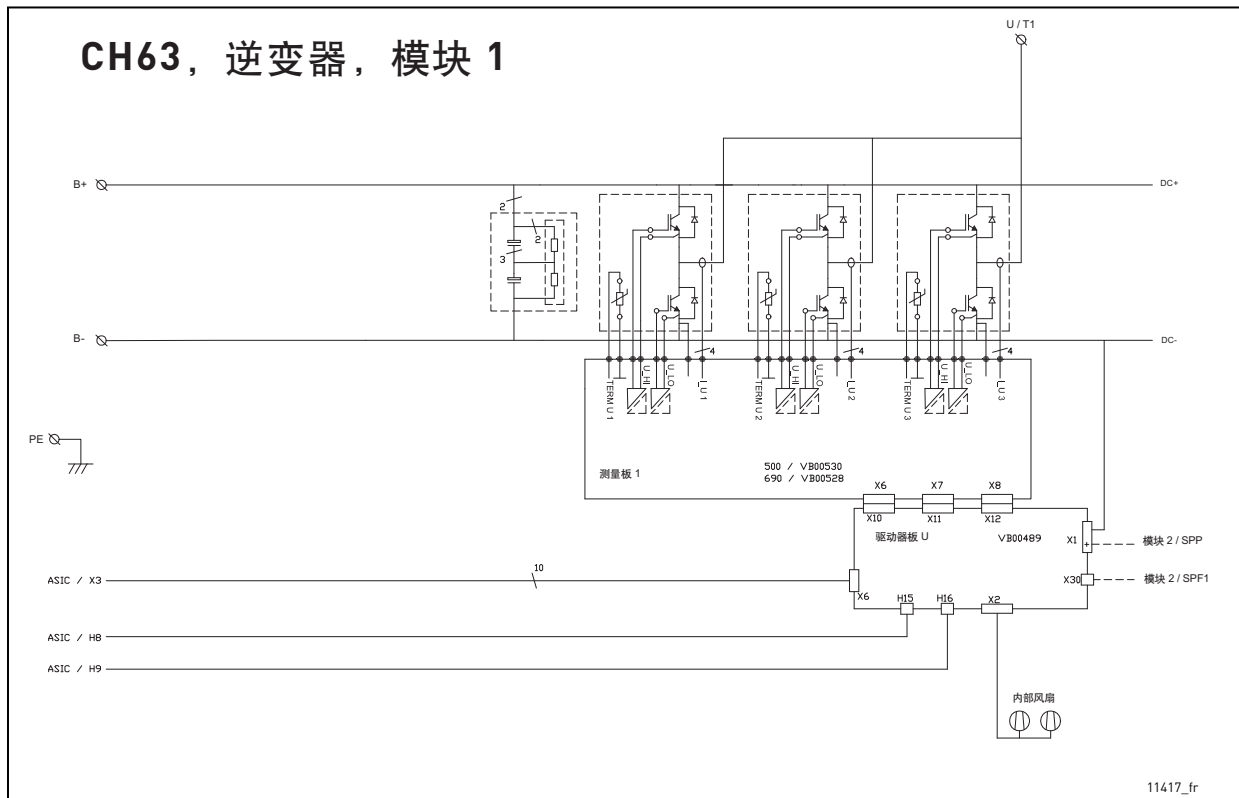 CH63，逆变器，模块 1
U / T1
B+
DC+
2
2
3
B-
DC-
4
4
4
TERM U 1
U_HI
U_LO
I_U 1
TERM U 2
U_HI
U_LO
I_U 2
TERM U 3
U_HI
U_LO
I_U 3
PE
测量板 1
500 / VB00530
690 / VB00528
X6
X7
X8
X10
X11
X12
驱动器板 U
VB00489
X1
+
模块 2 / SPP
ASIC / X3
10
X6
X30
模块 2 / SPF1
H15
H16
X2
ASIC / H8
ASIC / H9
内部风扇
11417_fr